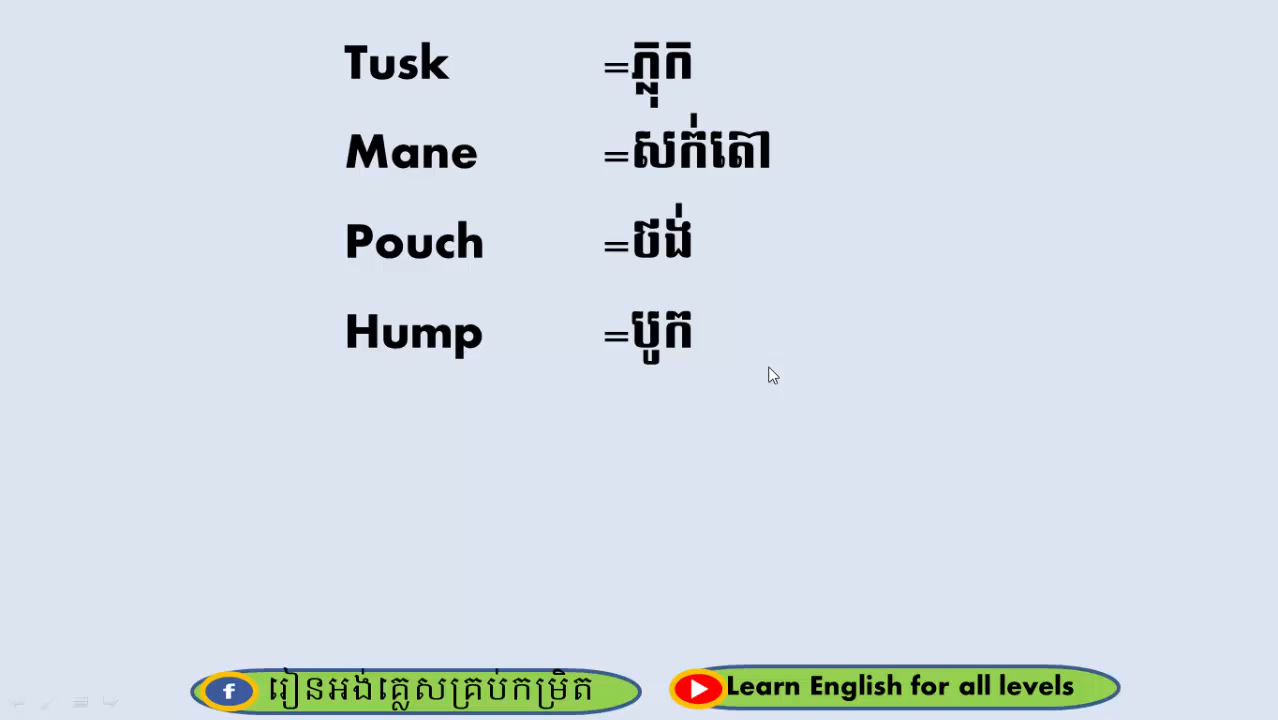 Tusk =ភ្លុក
Mane =សក់តោ
Pouch =ថង់
Hump =បូក
រៀនអង់គ្លេសគ្រប់កម្រិត
Learn English for all levels